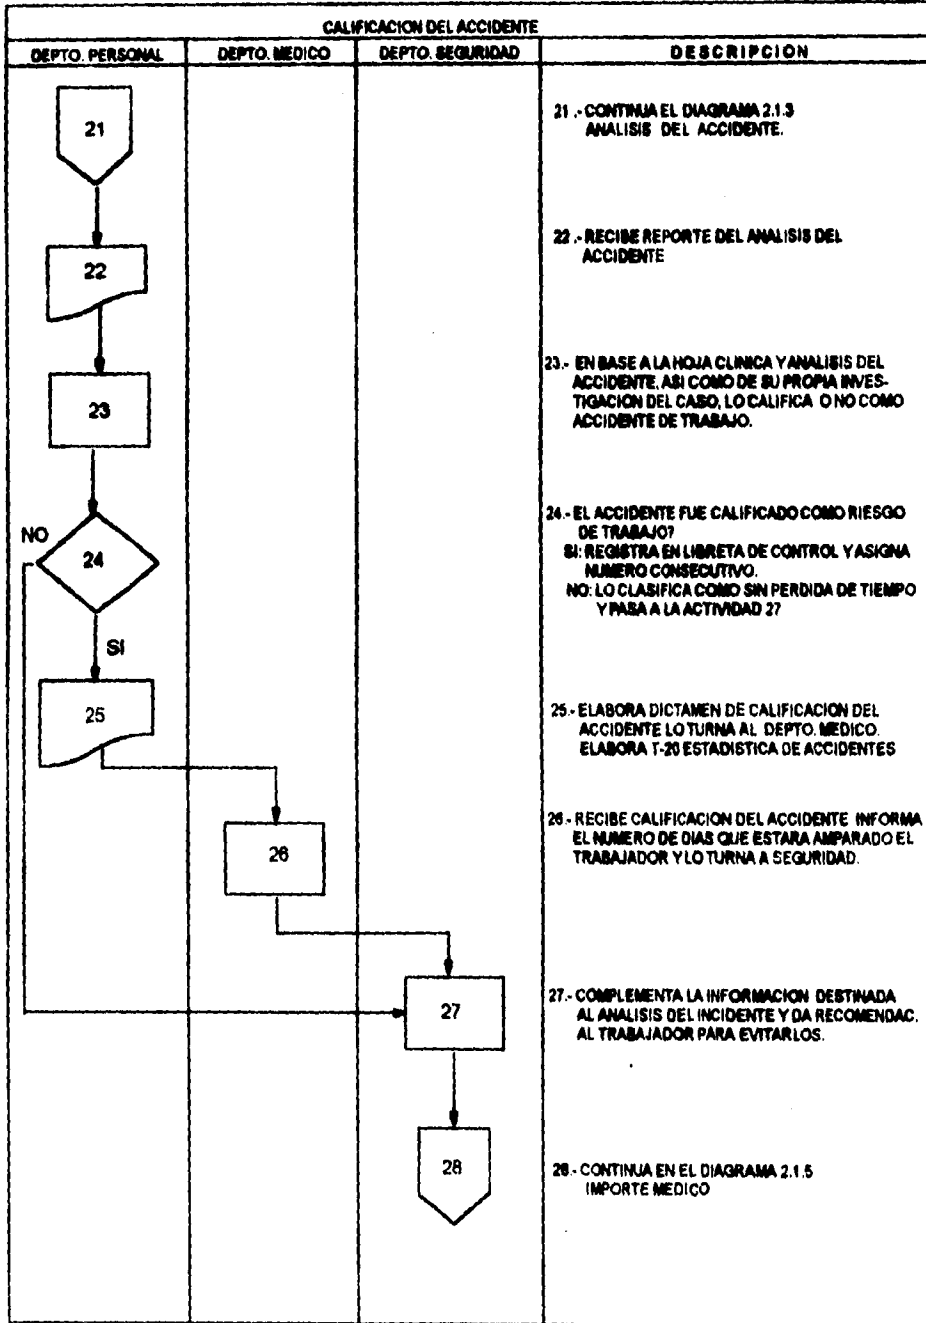 CALIFICACION DEL ACCIDENTE
DEPTO. PERSONAL
DEPTO. MEDICO
DEPTO. SEGURIDAD
DESCRIPCION
21
21.- CONTINUA EL DIAGRAMA 2.1.3
ANALISIS DEL ACCIDENTE.
22
22.- RECIBE REPORTE DEL ANALISIS DEL
ACCIDENTE
23
23.- EN BASE A LA HOJA CLINICA Y ANALISIS DEL
ACCIDENTE, ASI COMO DE SU PROPIA INVES-
TIGACION DEL CASO, LO CALIFICA O NO COMO
ACCIDENTE DE TRABAJO.
NO
24
SI
24.- EL ACCIDENTE FUE CALIFICADO COMO RIESGO
DE TRABAJO?
SI: REGISTRA EN LIBRETA DE CONTROL Y ASIGNA
NUMERO CONSECUTIVO.
NO: LO CLASIFICA COMO SIN PERDIDA DE TIEMPO
Y PASA A LA ACTIVIDAD 27
25
25.- ELABORA DICTAMEN DE CALIFICACION DEL
ACCIDENTE LO TURNA AL DEPTO. MEDICO.
ELABORA T-20 ESTADISTICA DE ACCIDENTES
26
26.- RECIBE CALIFICACION DEL ACCIDENTE INFORMA
EL NUMERO DE DIAS QUE ESTARA AMPARADO EL
TRABAJADOR Y LO TURNA A SEGURIDAD.
27
27.- COMPLEMENTA LA INFORMACION DESTINADA
AL ANALISIS DEL INCIDENTE Y DA RECOMENDAC.
AL TRABAJADOR PARA EVITARLOS.
28
28.- CONTINUA EN EL DIAGRAMA 2.1.5
IMPORTE MEDICO